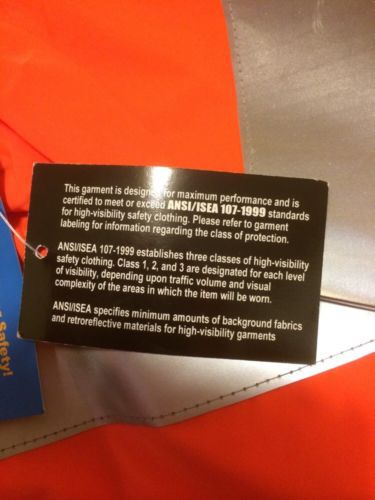 This garment is designed for maximum performance and is
certified to meet or exceed ANSI/ISEA 107-1999 standards
for high-visibility safety clothing. Please refer to garment
labeling for information regarding the class of protection.
ANSI/ISEA 107-1999 establishes three classes of high-visibility
safety clothing. Class 1, 2, and 3 are designated for each level
of visibility, depending upon traffic volume and visual
complexity of the areas in which the item will be worn.
ANSI/ISEA specifies minimum amounts of background fabrics
and retroreflective materials for high-visibility garments
Safety!